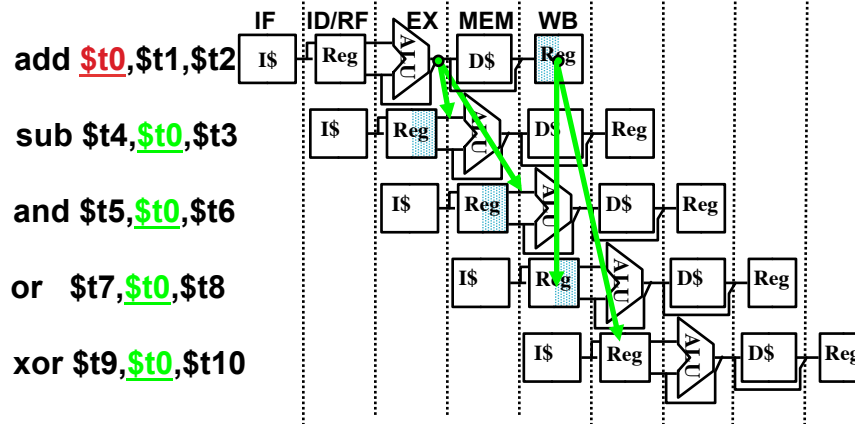 IF ID/RF EX MEM WB
add $t0,$t1,$t2 I$ Reg ALU D$ Reg
sub $t4,$t0,$t3 I$ Reg ALU D$ Reg
and $t5,$t0,$t6 I$ Reg ALU D$ Reg
or $t7,$t0,$t8 I$ Reg ALU D$ Reg
xor $t9,$t0,$t10 I$ Reg ALU D$ Reg